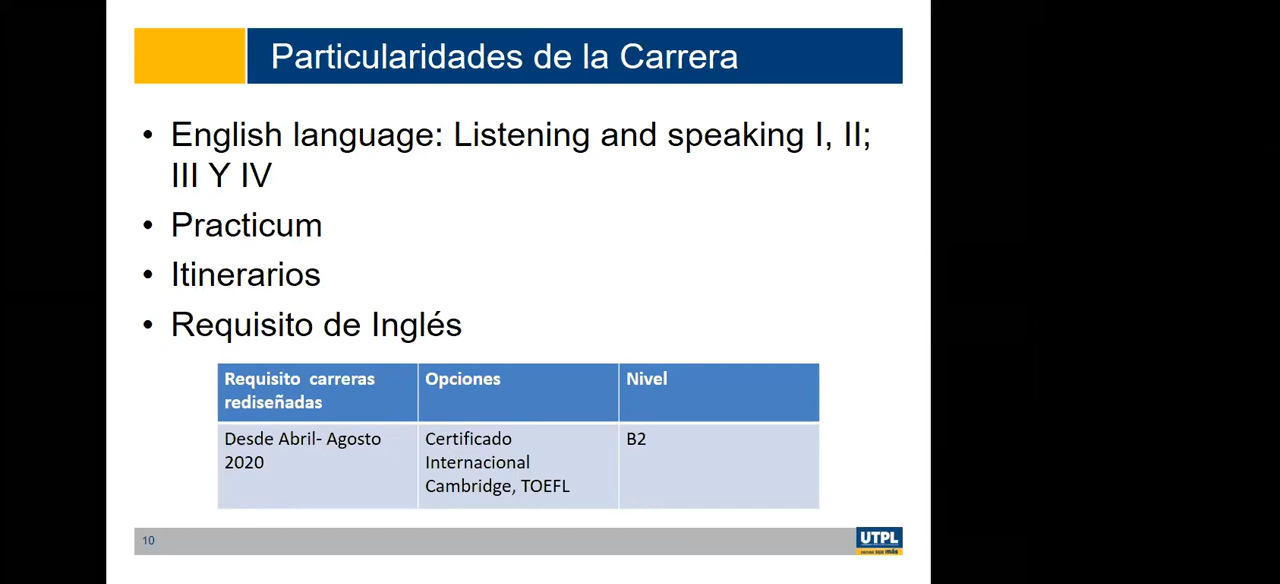 Particularidades de la Carrera
• English language: Listening and speaking I, II;
III Y IV
• Practicum
• Itinerarios
• Requisito de Inglés
Requisito carreras
rediseñadas
Opciones
Nivel
Desde Abril- Agosto
2020
Certificado
Internacional
Cambridge, TOEFL
B2
10
UTPL